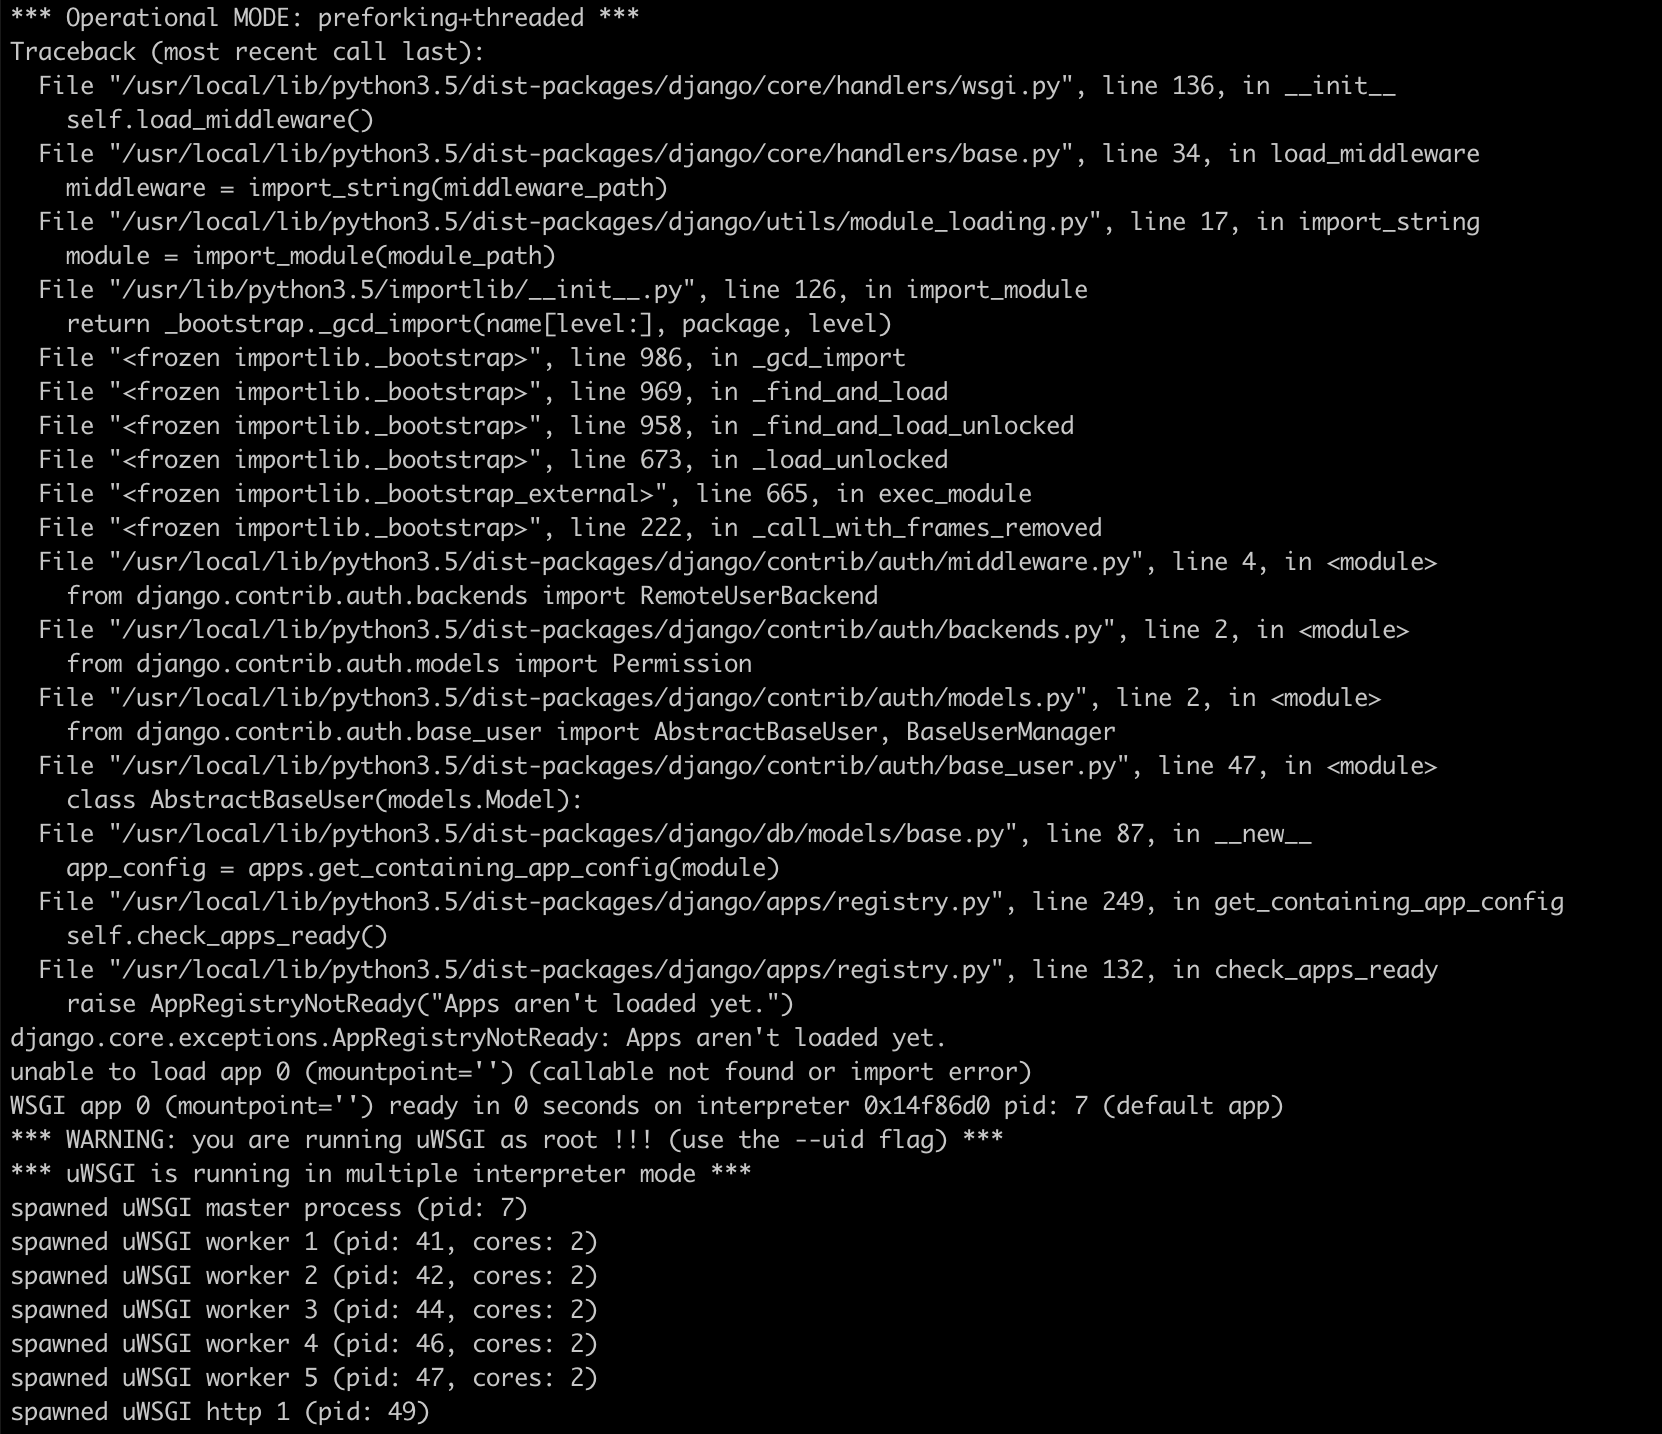 *** Operational MODE: preforking+threaded ***
Traceback (most recent call last):
  File "/usr/local/lib/python3.5/dist-packages/django/core/handlers/wsgi.py", line 136, in __init__
    self.load_middleware()
  File "/usr/local/lib/python3.5/dist-packages/django/core/handlers/base.py", line 34, in load_middleware
    middleware = import_string(middleware_path)
  File "/usr/local/lib/python3.5/dist-packages/django/utils/module_loading.py", line 17, in import_string
    module = import_module(module_path)
  File "/usr/lib/python3.5/importlib/__init__.py", line 126, in import_module
    return _bootstrap._gcd_import(name[level:], package, level)
  File "<frozen importlib._bootstrap>", line 986, in _gcd_import
  File "<frozen importlib._bootstrap>", line 969, in _find_and_load
  File "<frozen importlib._bootstrap>", line 958, in _find_and_load_unlocked
  File "<frozen importlib._bootstrap>", line 673, in _load_unlocked
  File "<frozen importlib._bootstrap_external>", line 665, in exec_module
  File "<frozen importlib._bootstrap>", line 222, in _call_with_frames_removed
  File "/usr/local/lib/python3.5/dist-packages/django/contrib/auth/middleware.py", line 4, in <module>
    from django.contrib.auth.backends import RemoteUserBackend
  File "/usr/local/lib/python3.5/dist-packages/django/contrib/auth/backends.py", line 2, in <module>
    from django.contrib.auth.models import Permission
  File "/usr/local/lib/python3.5/dist-packages/django/contrib/auth/models.py", line 2, in <module>
    from django.contrib.auth.base_user import AbstractBaseUser, BaseUserManager
  File "/usr/local/lib/python3.5/dist-packages/django/contrib/auth/base_user.py", line 47, in <module>
    class AbstractBaseUser(models.Model):
  File "/usr/local/lib/python3.5/dist-packages/django/db/models/base.py", line 87, in __new__
    app_config = apps.get_containing_app_config(module)
  File "/usr/local/lib/python3.5/dist-packages/django/apps/registry.py", line 249, in get_containing_app_config
    self.check_apps_ready()
  File "/usr/local/lib/python3.5/dist-packages/django/apps/registry.py", line 132, in check_apps_ready
    raise AppRegistryNotReady("Apps aren't loaded yet.")
django.core.exceptions.AppRegistryNotReady: Apps aren't loaded yet.
unable to load app 0 (mountpoint='') (callable not found or import error)
WSGI app 0 (mountpoint='') ready in 0 seconds on interpreter 0x14f86d0 pid: 7 (default app)
*** WARNING: you are running uWSGI as root !!! (use the --uid flag) ***
*** uWSGI is running in multiple interpreter mode ***
spawned uWSGI master process (pid: 7)
spawned uWSGI worker 1 (pid: 41, cores: 2)
spawned uWSGI worker 2 (pid: 42, cores: 2)
spawned uWSGI worker 3 (pid: 44, cores: 2)
spawned uWSGI worker 4 (pid: 46, cores: 2)
spawned uWSGI worker 5 (pid: 47, cores: 2)
spawned uWSGI http 1 (pid: 49)